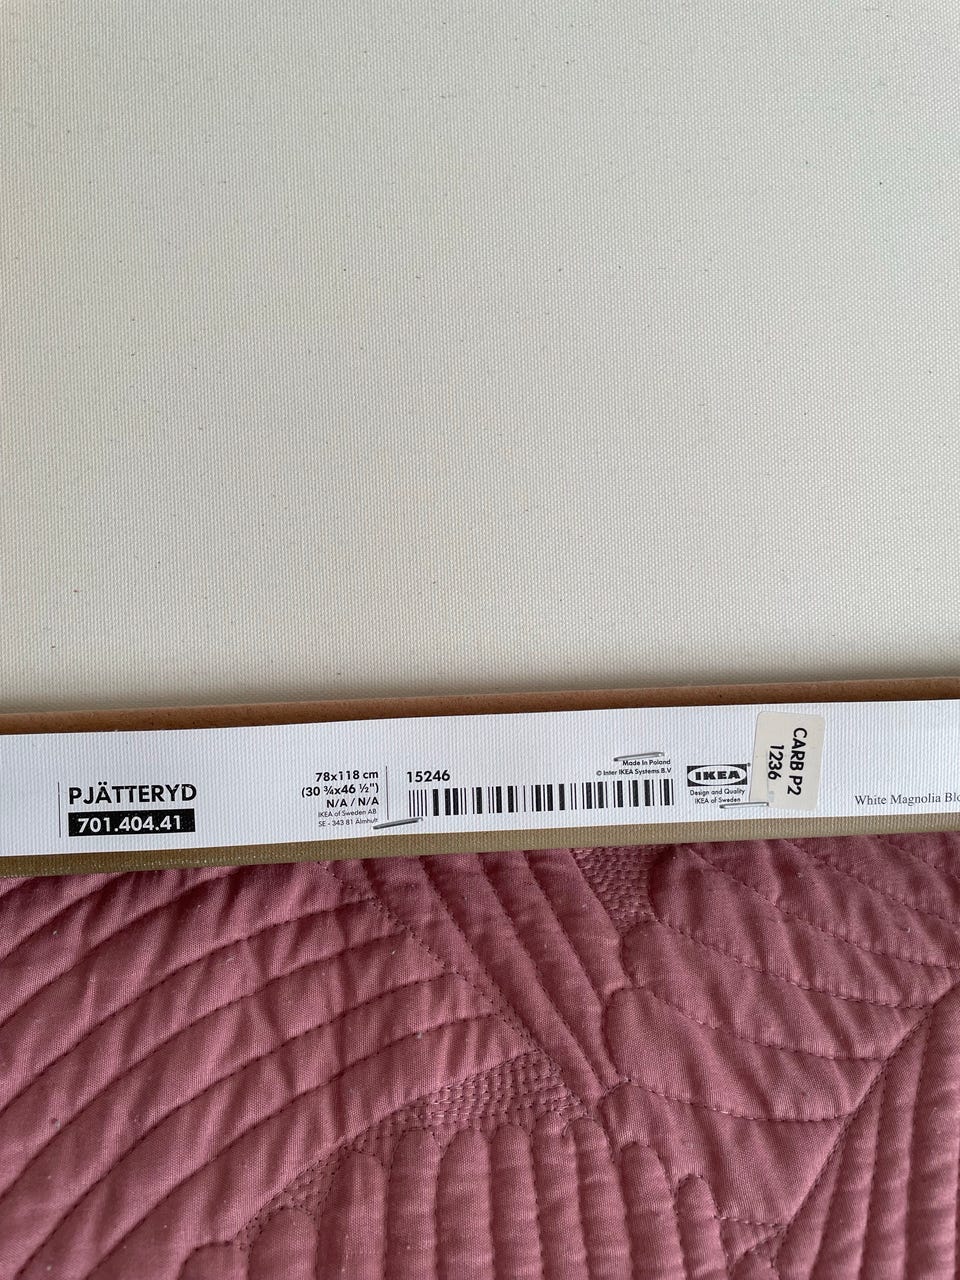 PJÄTTERYD
701.404.41
78x118 cm
(30 ¾x46 ½")
N/A / N/A
IKEA of Sweden AB
SE - 343 81 Älmhult
15246
Made In Poland
© Inter IKEA Systems B.V
IKEA
Design and Quality
IKEA of Sweden
CARB P2
1236
White Magnolia